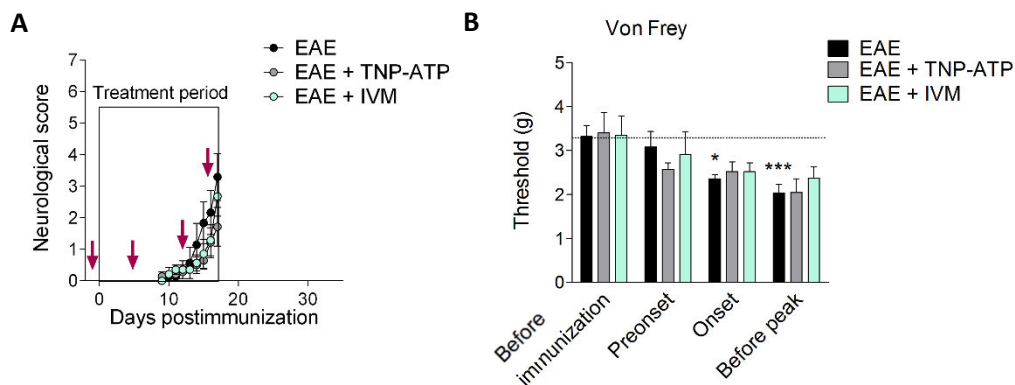 A
EAE
EAE + TNP-ATP
EAE + IVM
Neurological score
7
6
5
4
3
2
1
0
Treatment period
0
10
20
30
Days postimmunization
B
Von Frey
EAE
EAE + TNP-ATP
EAE + IVM
Threshold (g)
5
4
3
2
1
0
*
***
Before
immunization
Preonset
Onset
Before peak